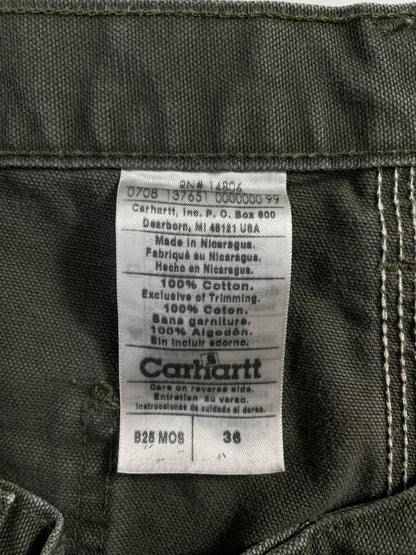 RN# 14806
0708 137651 0000000 99
Carhartt, Inc. P. O. Box 600
Dearborn, MI 48121 USA
Made in Nicaragua.
Fabriqué au Nicaragua.
Hecho en Nicaragua.
100% Cotton.
Exclusive of Trimming.
100% Coton.
Sans garniture.
100% Algodón.
Sin incluir adorno.
Carhartt
Care on reverse side.
Entretien au verso.
Instrucciones de cuidado al dorso.
B25 MOS 36